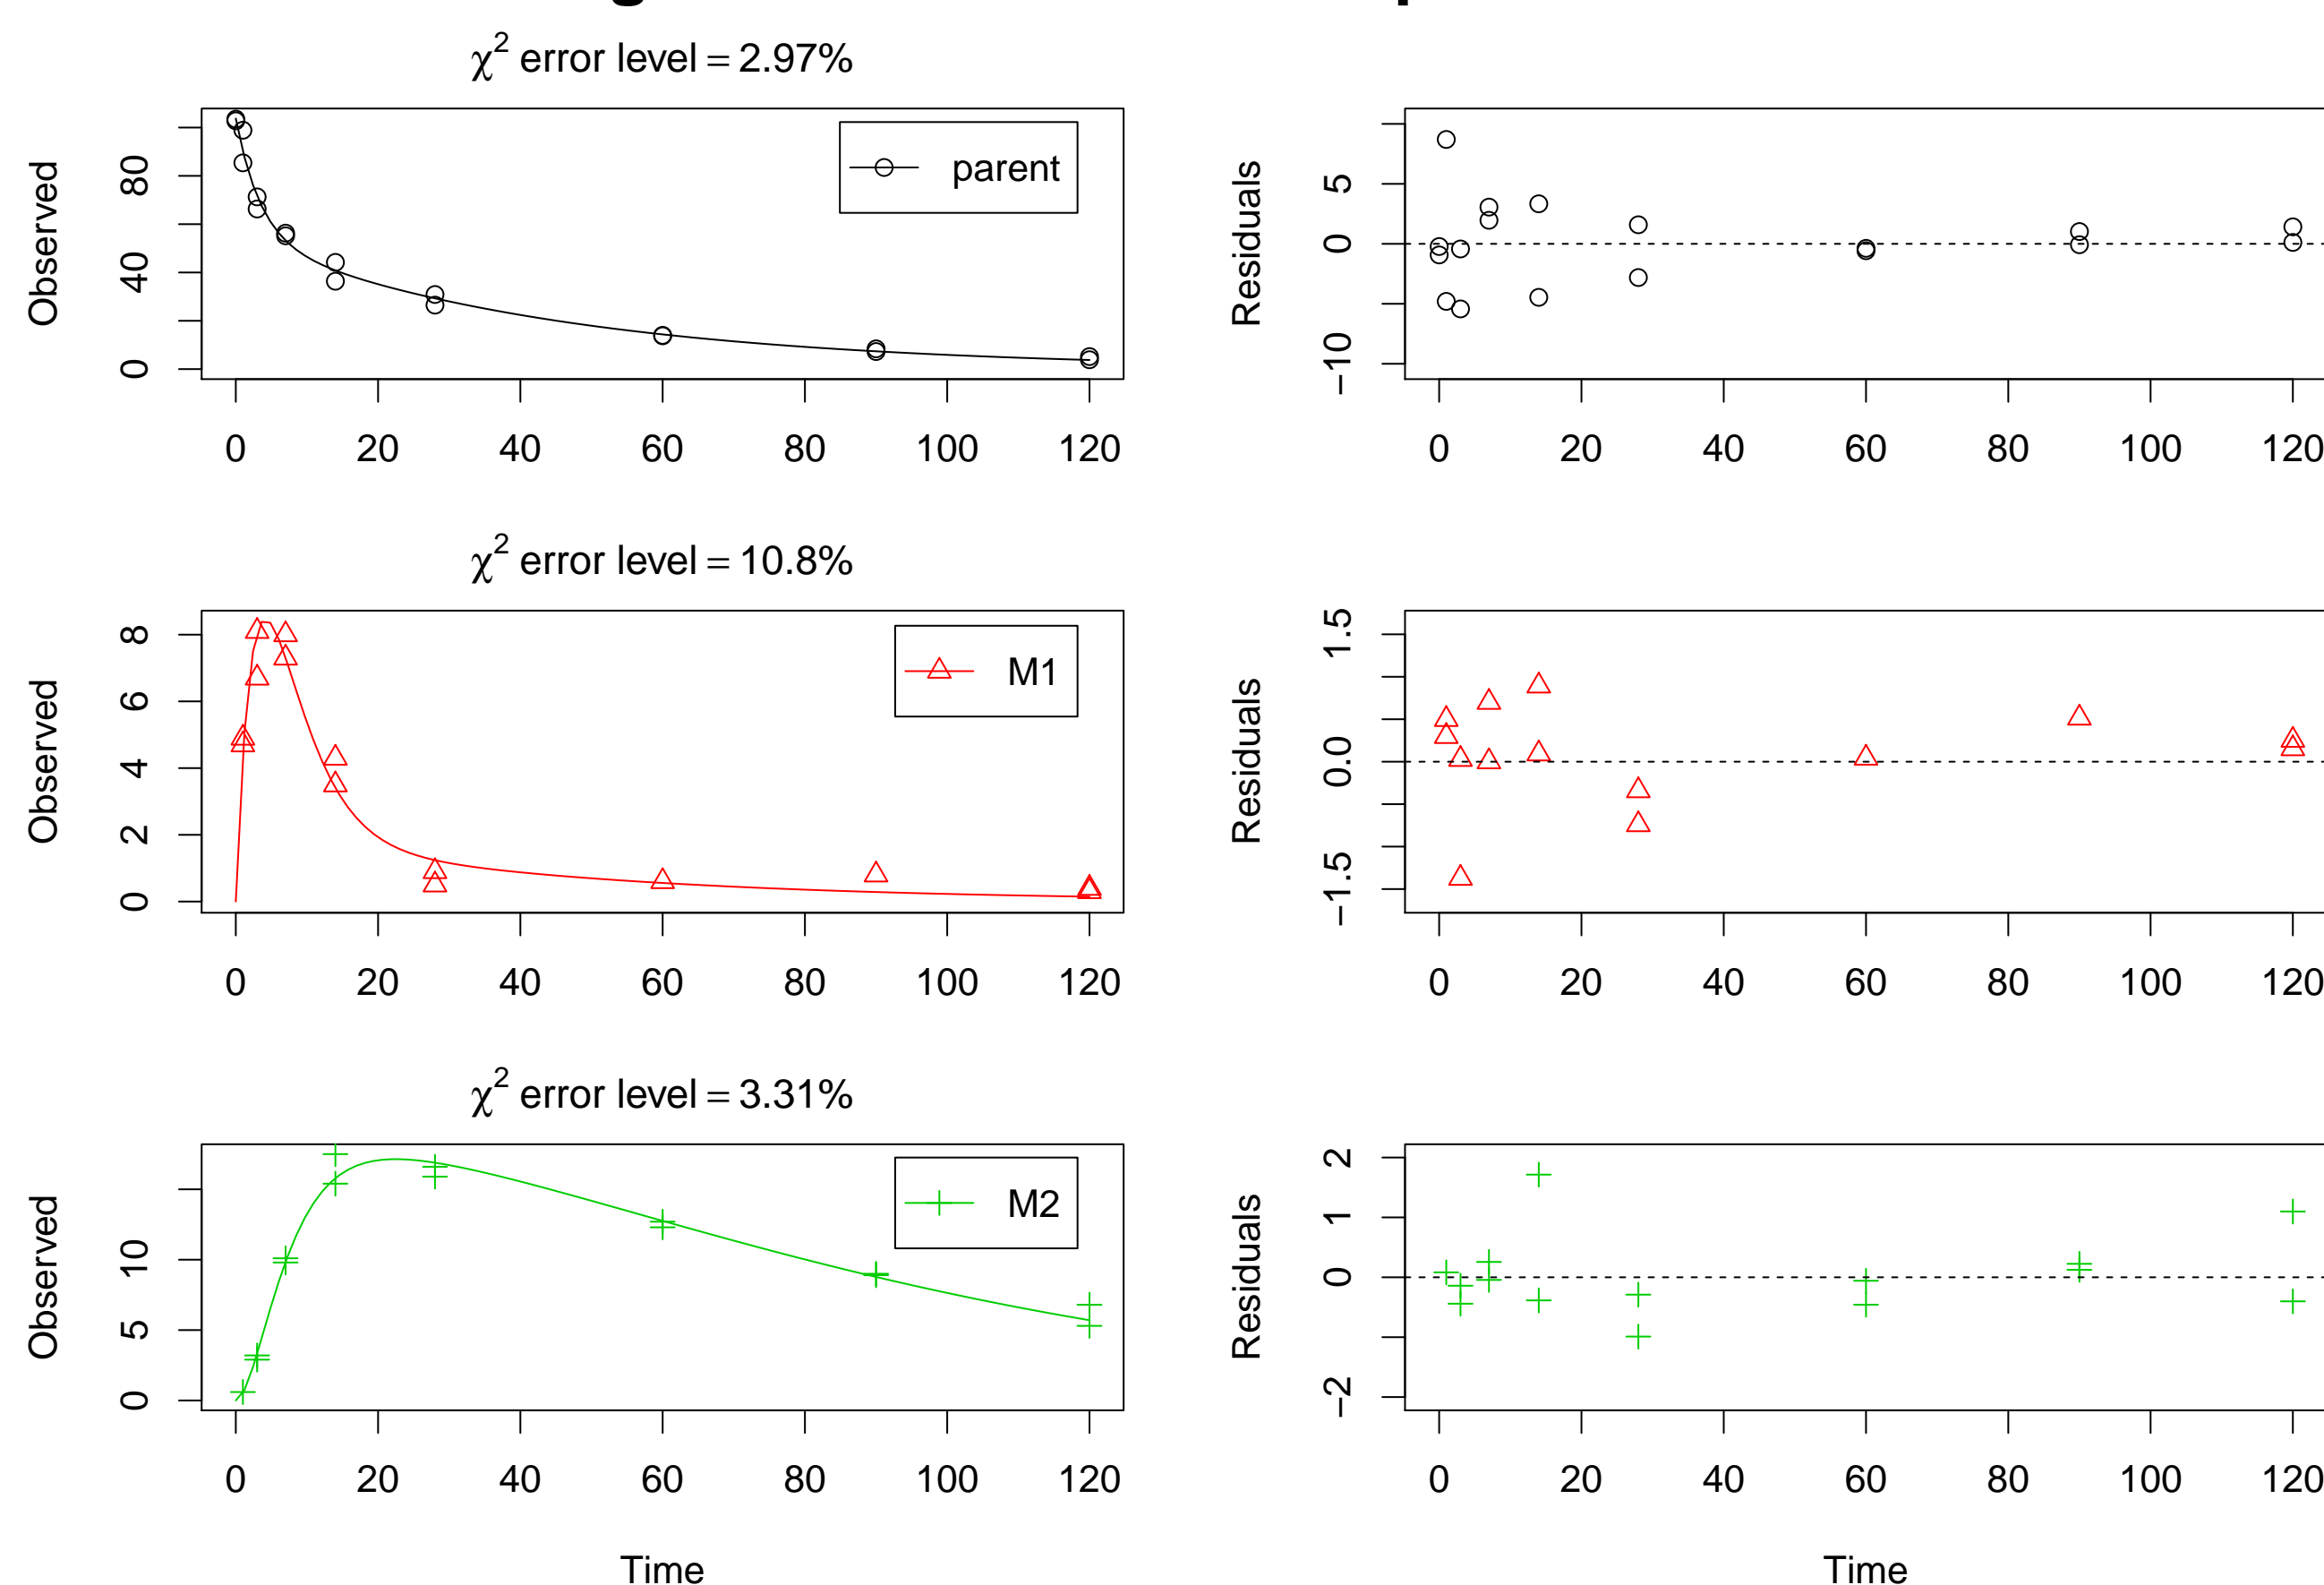 χ² error level = 2.97%
Observed
0 40 80
parent
0 20 40 60 80 100 120
Residuals
−10 0 5
0 20 40 60 80 100 120
χ² error level = 10.8%
Observed
0 2 4 6 8
M1
0 20 40 60 80 100 120
Residuals
−1.5 0.0 1.5
0 20 40 60 80 100 120
χ² error level = 3.31%
Observed
0 5 10
M2
0 20 40 60 80 100 120
Time
Residuals
−2 0 1 2
0 20 40 60 80 100 120
Time